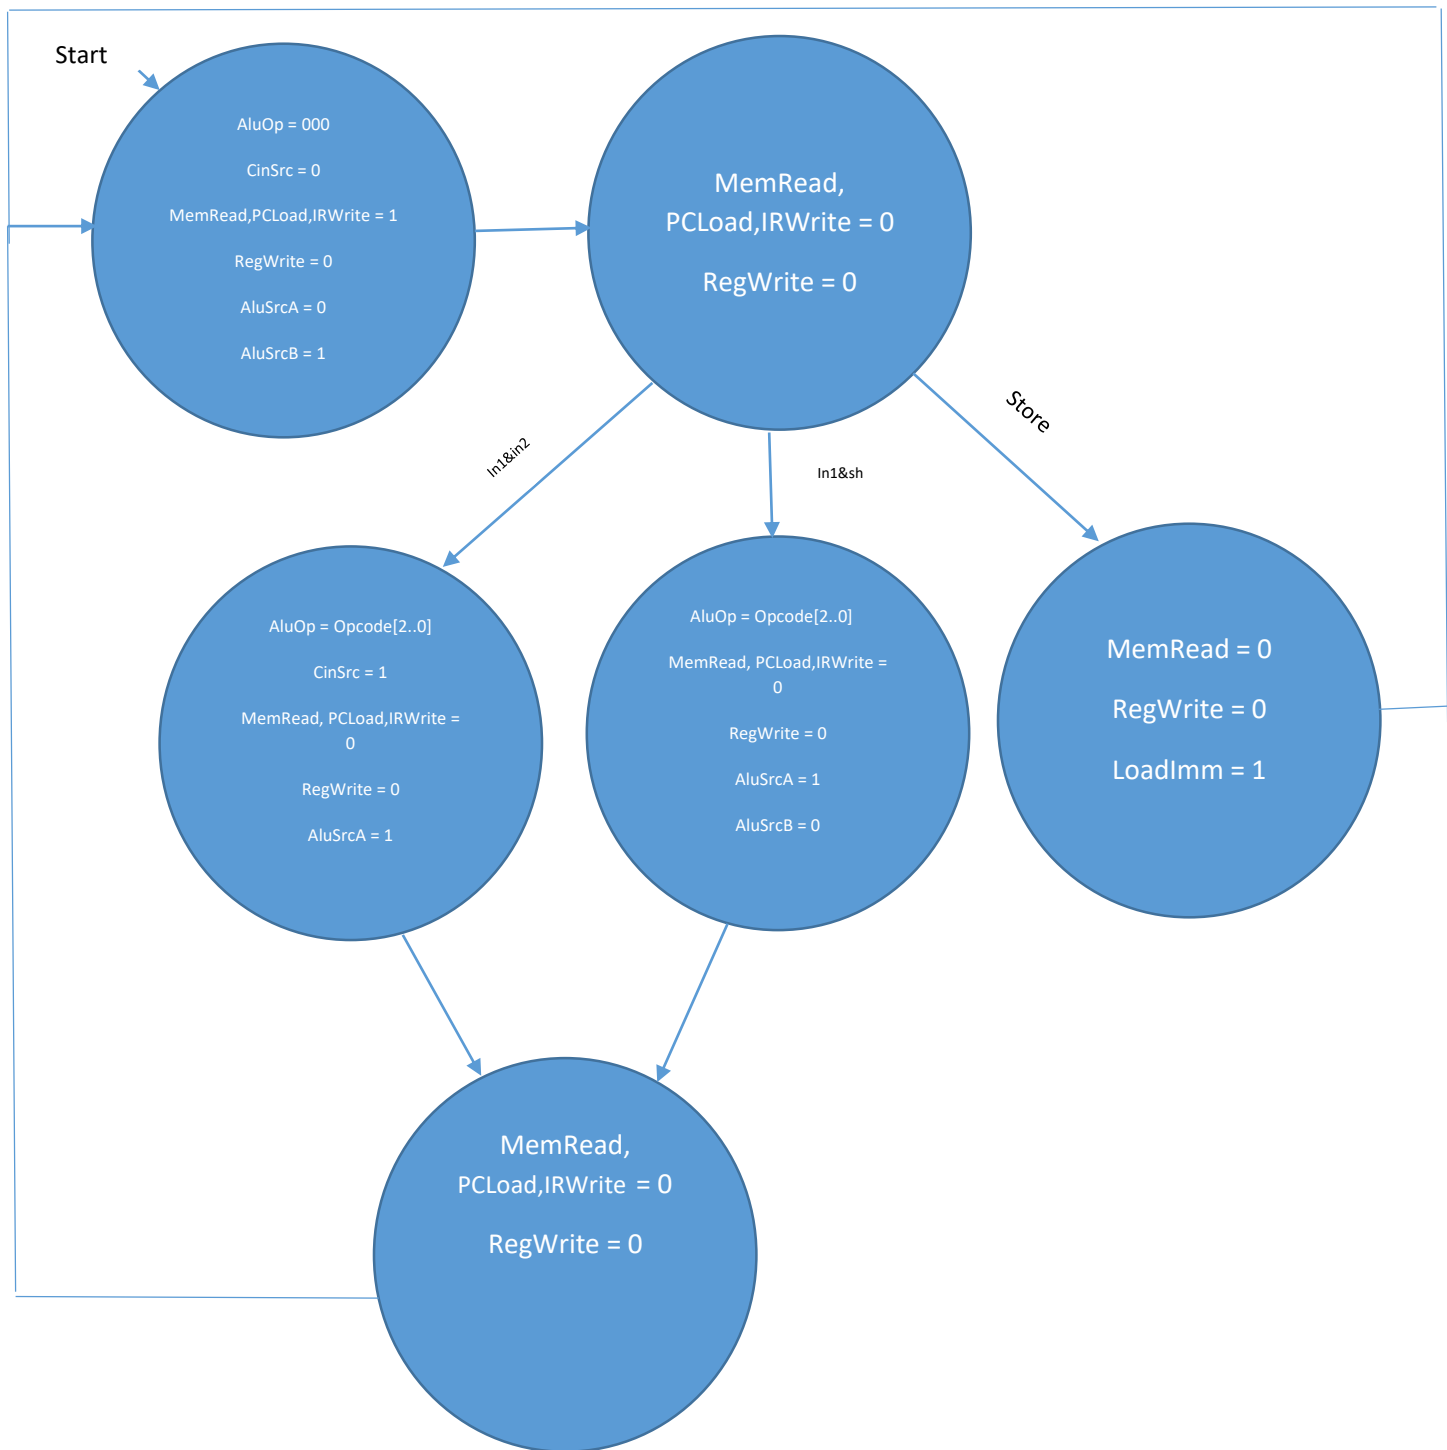 Start
AluOp = 000
CinSrc = 0
MemRead,PCLoad,IRWrite = 1
RegWrite = 0
AluSrcA = 0
AluSrcB = 1
MemRead,
PCLoad,IRWrite = 0
RegWrite = 0
In1&in2
In1&sh
Store
AluOp = Opcode[2..0]
CinSrc = 1
MemRead, PCLoad,IRWrite =
0
RegWrite = 0
AluSrcA = 1
AluOp = Opcode[2..0]
MemRead, PCLoad,IRWrite =
0
RegWrite = 0
AluSrcA = 1
AluSrcB = 0
MemRead = 0
RegWrite = 0
LoadImm = 1
MemRead,
PCLoad,IRWrite = 0
RegWrite = 0